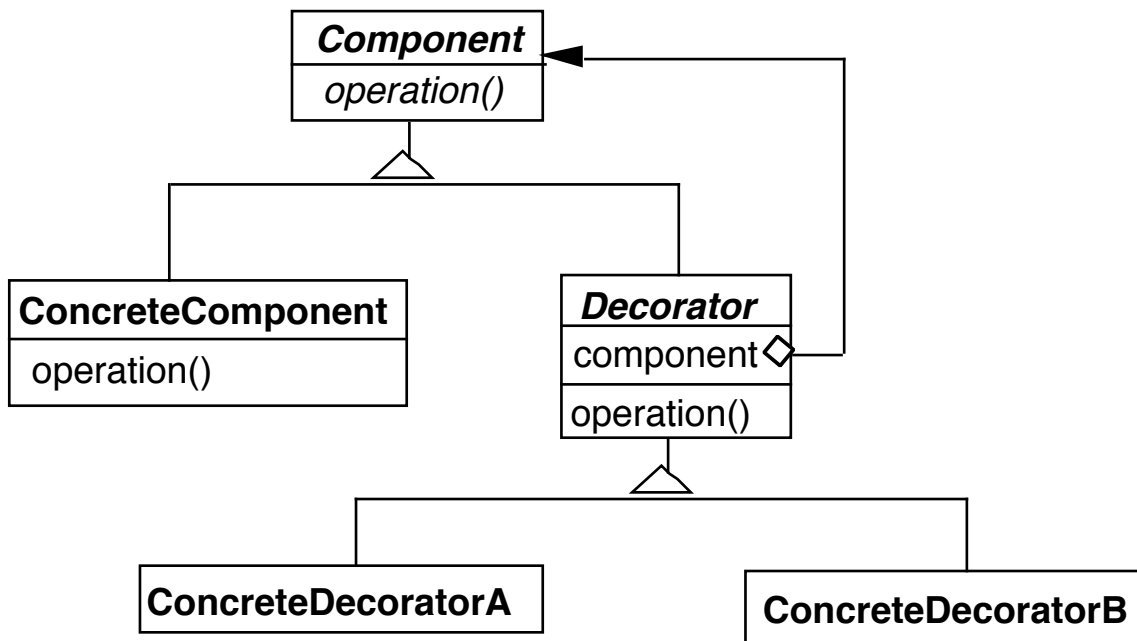 Component
operation()
ConcreteComponent
operation()
Decorator
component
operation()
ConcreteDecoratorA
ConcreteDecoratorB